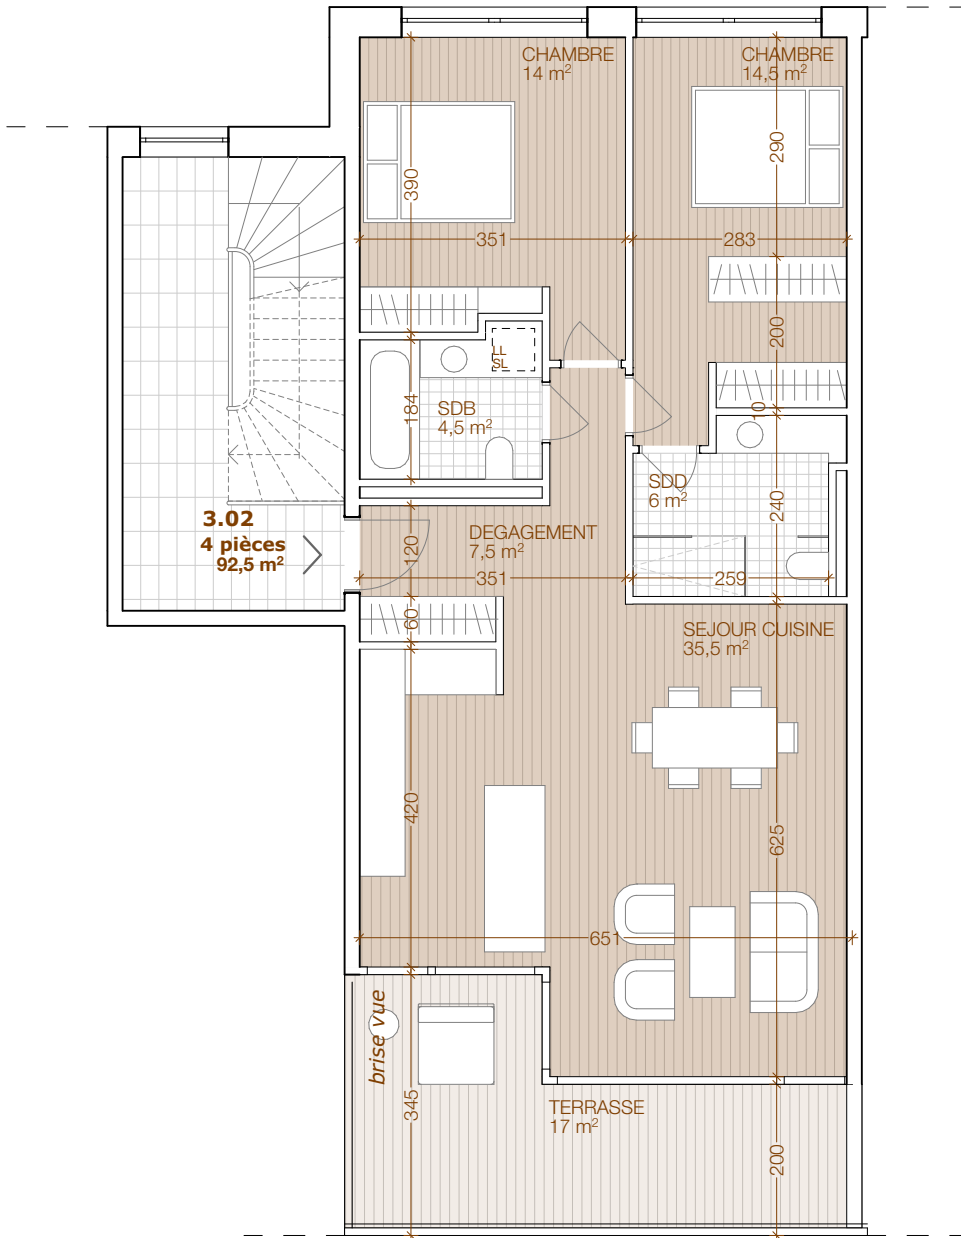 CHAMBRE
14 m²
CHAMBRE
14,5 m²
290
390
351
283
200
LL
SL
184
SDB
4,5 m²
10
SDD
6 m²
240
3.02
4 pièces
92,5 m²
120
DEGAGEMENT
7,5 m²
351
259
60
SEJOUR CUISINE
35,5 m²
420
625
651
brise vue
345
TERRASSE
17 m²
200